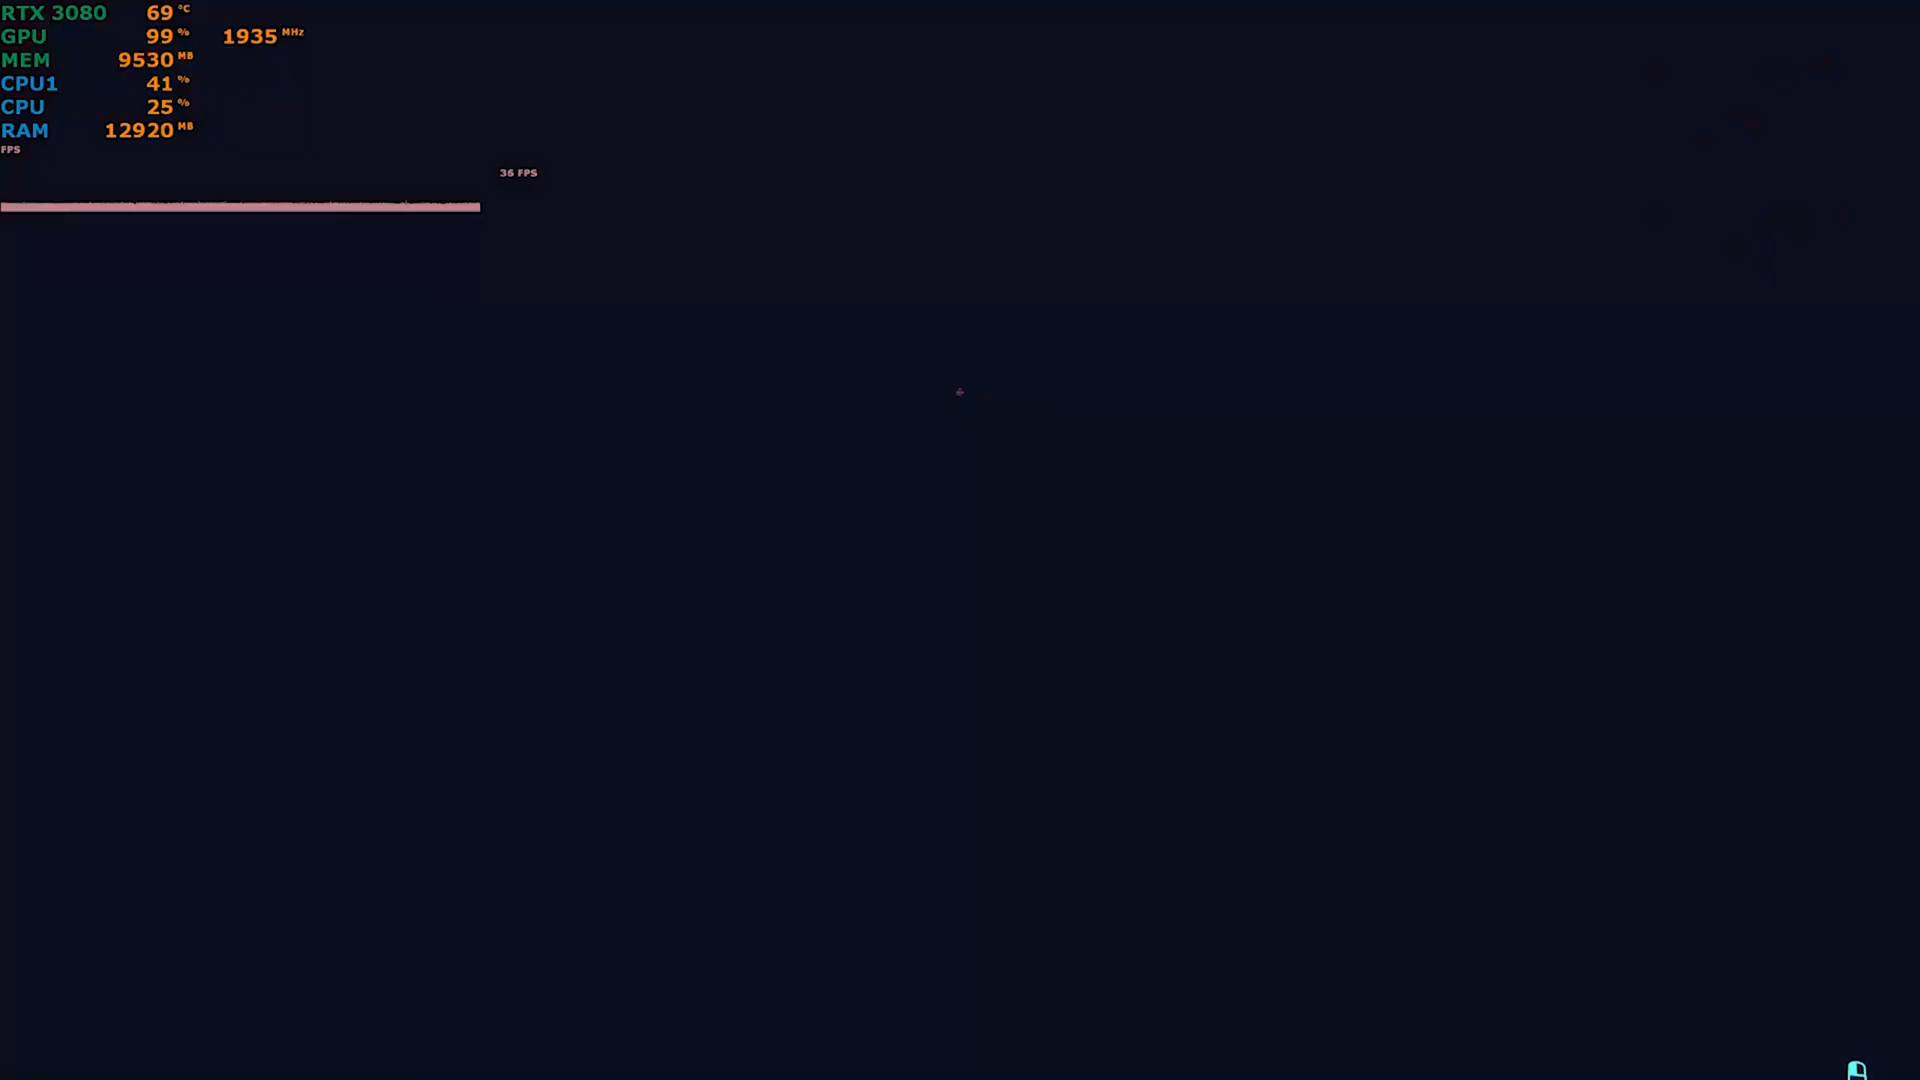 RTX 3080 69 °C
GPU 99 % 1935 MHz
MEM 9530 MB
CPU1 41 %
CPU 25 %
RAM 12920 MB
FPS
36 FPS